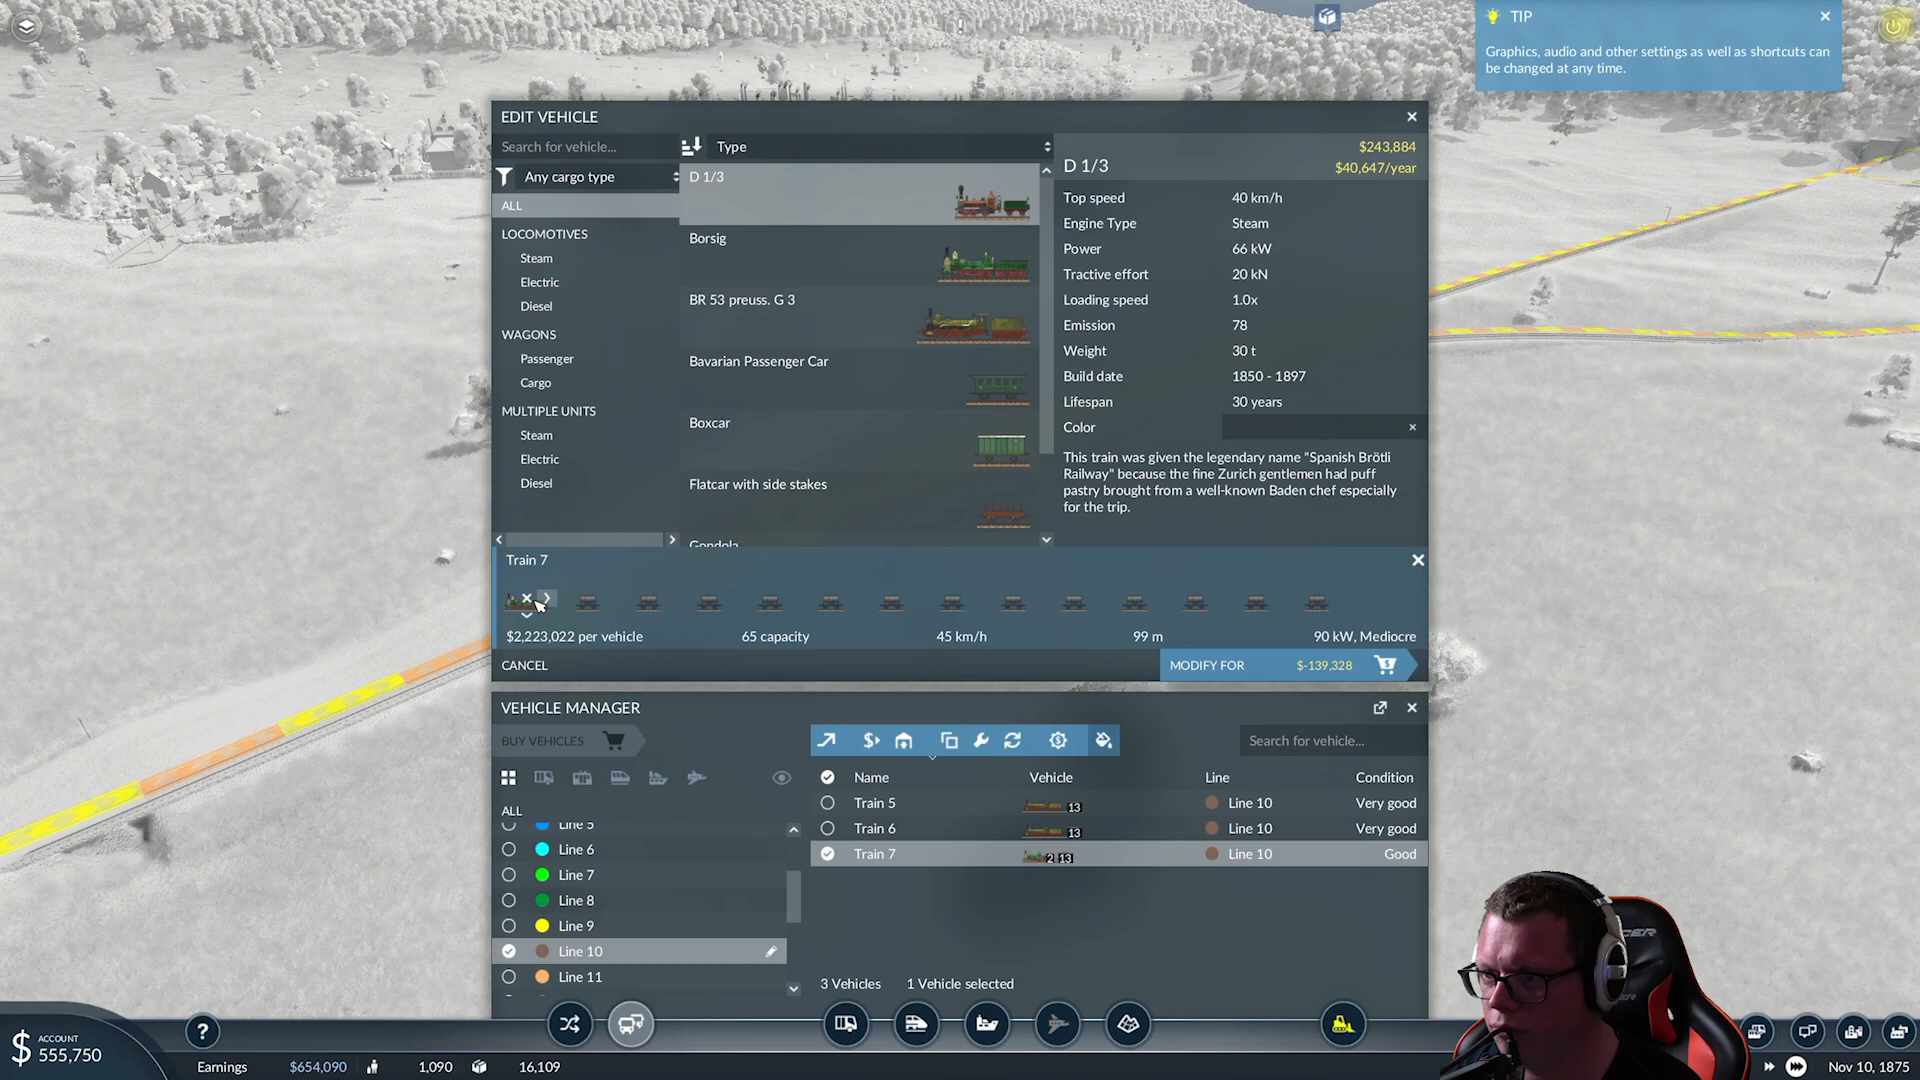 TIP
Graphics, audio and other settings as well as shortcuts can
be changed at any time.
EDIT VEHICLE
Search for vehicle...
Type
Any cargo type
ALL
LOCOMOTIVES
Steam
Electric
Diesel
WAGONS
Passenger
Cargo
MULTIPLE UNITS
Steam
Electric
Diesel
D 1/3
Borsig
BR 53 preuss. G 3
Bavarian Passenger Car
Boxcar
Flatcar with side stakes
Gondola
$243,884
D 1/3
$40,647/year
Top speed 40 km/h
Engine Type Steam
Power 66 kW
Tractive effort 20 kN
Loading speed 1.0x
Emission 78
Weight 30 t
Build date 1850 - 1897
Lifespan 30 years
Color
This train was given the legendary name "Spanish Brötli
Railway" because the fine Zurich gentlemen had puff
pastry brought from a well-known Baden chef especially
for the trip.
Train 7
$2,223,022 per vehicle 65 capacity 45 km/h 99 m 90 kW, Mediocre
CANCEL
MODIFY FOR $-139,328
VEHICLE MANAGER
BUY VEHICLES
Search for vehicle...
ALL
Line 5
Line 6
Line 7
Line 8
Line 9
Line 10
Line 11
Name Vehicle Line Condition
Train 5 13 Line 10 Very good
Train 6 13 Line 10 Very good
Train 7 2 13 Line 10 Good
3 Vehicles 1 Vehicle selected
$ ACCOUNT
555,750
?
Earnings $654,090 1,090 16,109
Nov 10, 1875